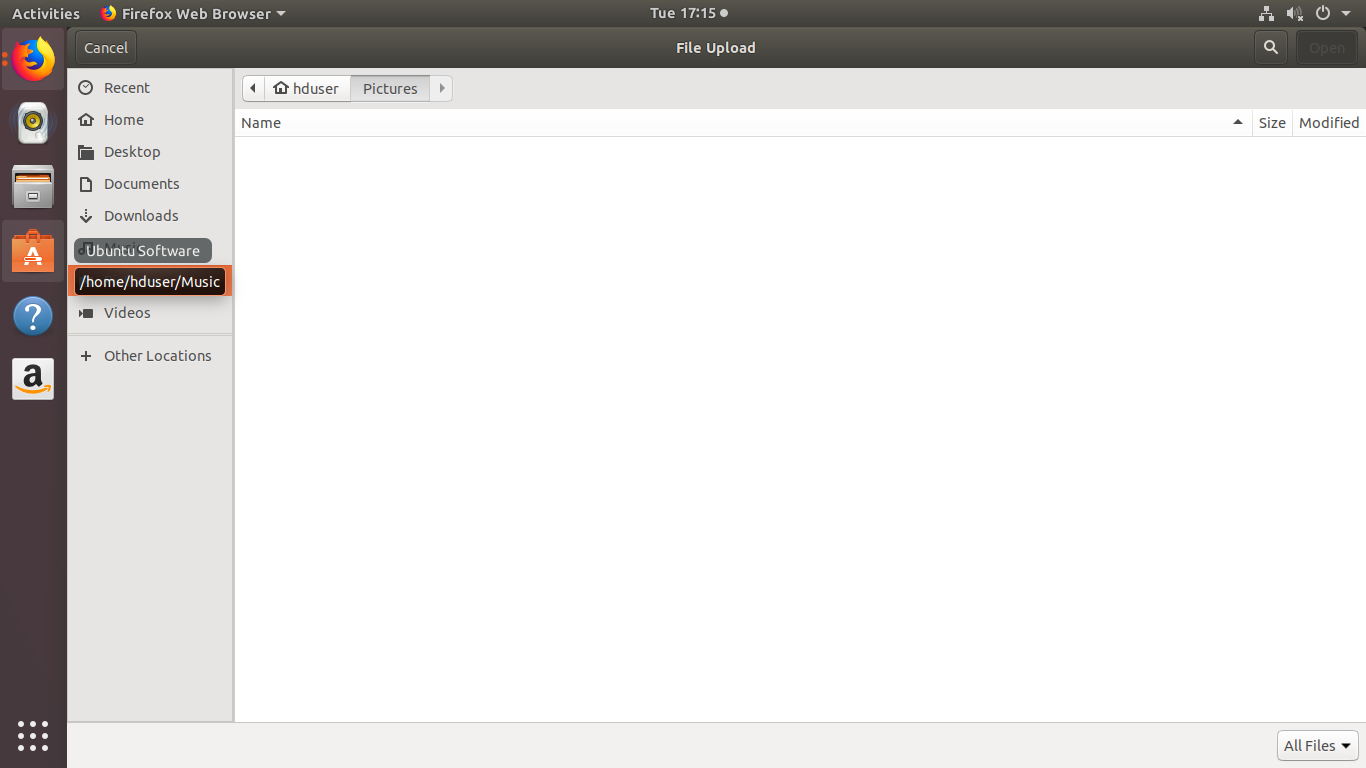 Activities Firefox Web Browser Tue 17:15
Cancel File Upload Open
Recent
Home
Desktop
Documents
Downloads
Music
Ubuntu Software
/home/hduser/Music
Videos
Other Locations
hduser Pictures
Name Size Modified
All Files